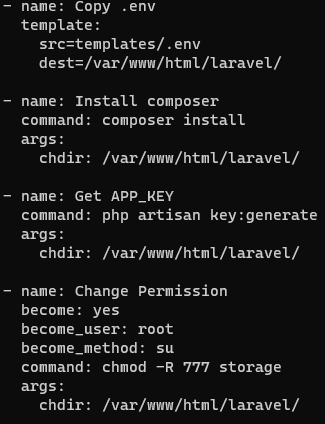 - name: Copy .env
  template:
    src=templates/.env
    dest=/var/www/html/laravel/

- name: Install composer
  command: composer install
  args:
    chdir: /var/www/html/laravel/

- name: Get APP_KEY
  command: php artisan key:generate
  args:
    chdir: /var/www/html/laravel/

- name: Change Permission
  become: yes
  become_user: root
  become_method: su
  command: chmod -R 777 storage
  args:
    chdir: /var/www/html/laravel/